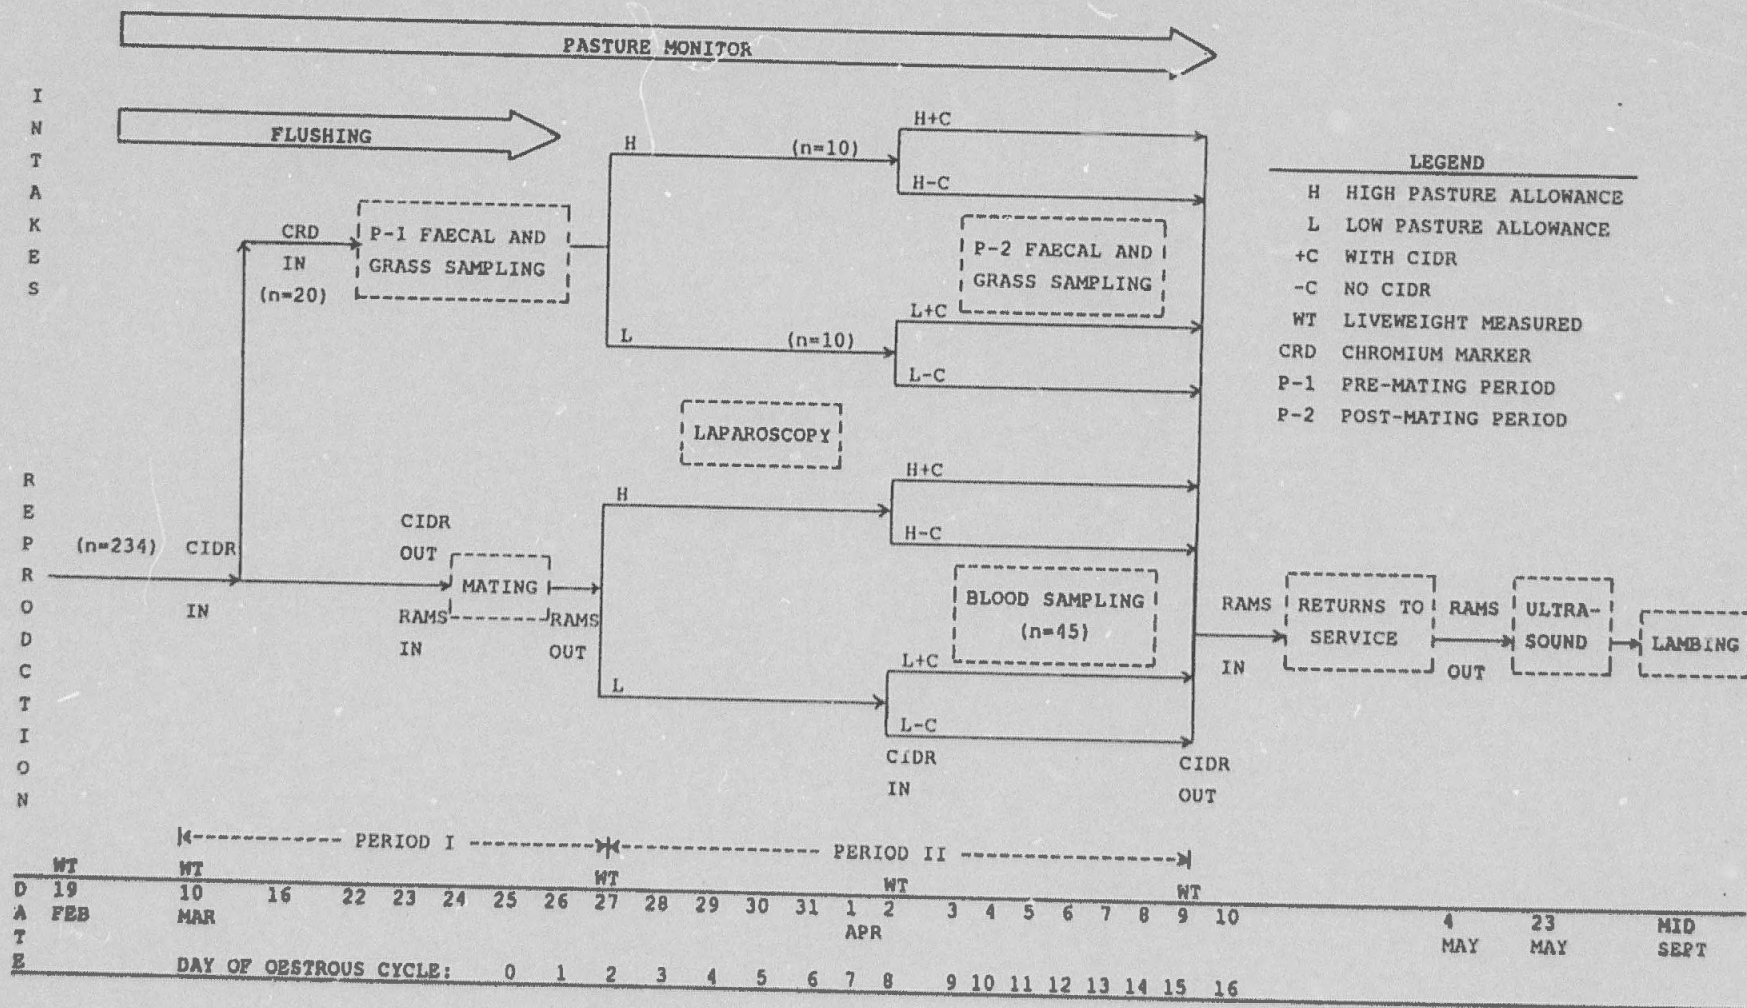 PASTURE MONITOR
FLUSHING
INTAKES
REPRODCTION
CRD
IN
(n=20)
P-1 FAECAL AND
GRASS SAMPLING
H
(n=10)
H+C
H-C
P-2 FAECAL AND
GRASS SAMPLING
L
(n=10)
L+C
L-C
LEGEND
H HIGH PASTURE ALLOWANCE
L LOW PASTURE ALLOWANCE
+C WITH CIDR
-C NO CIDR
WT LIVEWEIGHT MEASURED
CRD CHROMIUM MARKER
P-1 PRE-MATING PERIOD
P-2 POST-MATING PERIOD
LAPAROSCOPY
(n=234) CIDR
IN
CIDR
OUT
MATING
RAMS
IN
RAMS
OUT
H
H+C
H-C
BLOOD SAMPLING
(n=45)
L
L+C
L-C
CIDR
IN
CIDR
OUT
RAMS
IN
RETURNS TO
SERVICE
RAMS
OUT
ULTRA-
SOUND
LAMBING
PERIOD I PERIOD II
WT WT WT WT WT
DATE
19 10 16 22 23 24 25 26 27 28 29 30 31 1 2 3 4 5 6 7 8 9 10 4 23 MID
FEB MAR APR MAY MAY SEPT
DAY OF OESTROUS CYCLE: 0 1 2 3 4 5 6 7 8 9 10 11 12 13 14 15 16